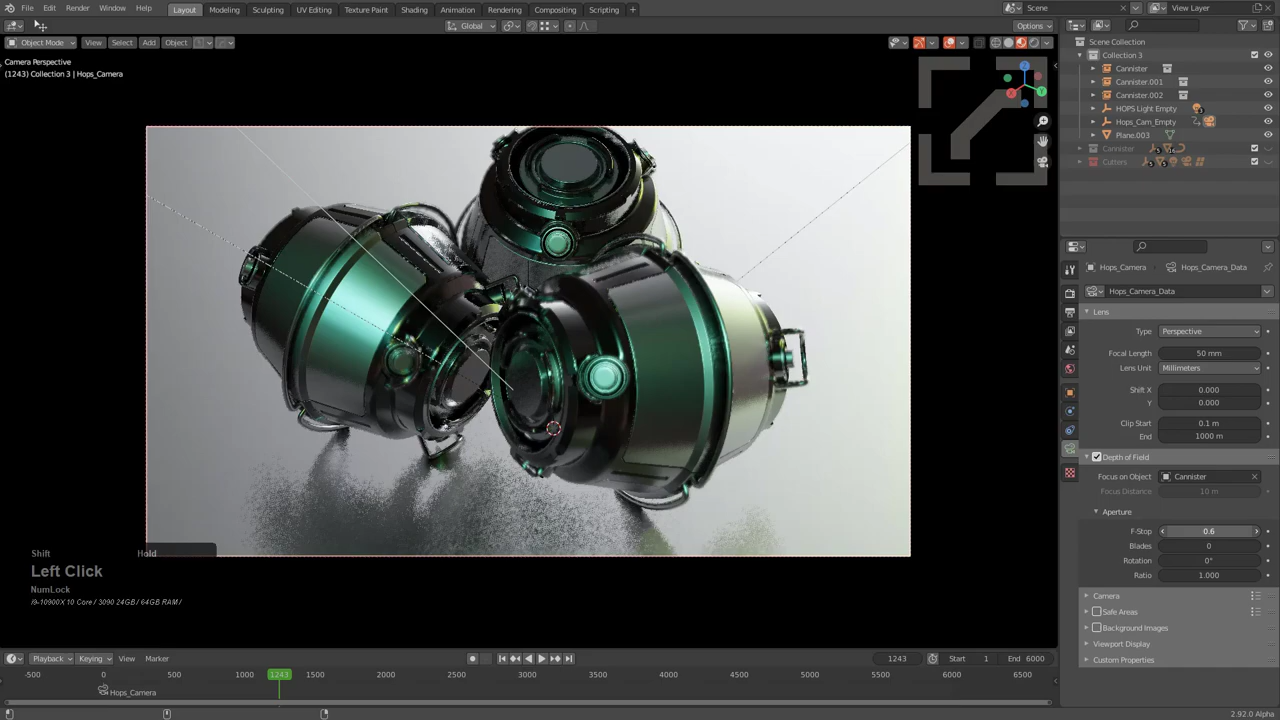 File Edit Render Window Help Layout Modeling Sculpting UV Editing Texture Paint Shading Animation Rendering Compositing Scripting + Scene View Layer
Global Options
Object Mode View Select Add Object
Camera Perspective
(1243) Collection 3 | Hops_Camera
Z
Y
X
Shift Hold
Left Click
NumLock
i9-10900X 10 Core / 3090 24GB / 64GB RAM /
Playback Keying View Marker 1243 Start 1 End 6000
-500 0 500 1000 1243 1500 2000 2500 3000 3500 4000 4500 5000 5500 6000 6500
Hops_Camera
Scene Collection
Collection 3
Cannister
Cannister.001
Cannister.002
HOPS Light Empty
Hops_Cam_Empty
Plane.003
Cannister
Cutters
Hops_Camera Hops_Camera_Data
Hops_Camera_Data
Lens
Type Perspective
Focal Length 50 mm
Lens Unit Millimeters
Shift X 0.000
Y 0.000
Clip Start 0.1 m
End 1000 m
Depth of Field
Focus on Object Cannister
Focus Distance 10 m
Aperture
F-Stop 0.6
Blades 0
Rotation 0°
Ratio 1.000
Camera
Safe Areas
Background Images
Viewport Display
Custom Properties
2.92.0 Alpha